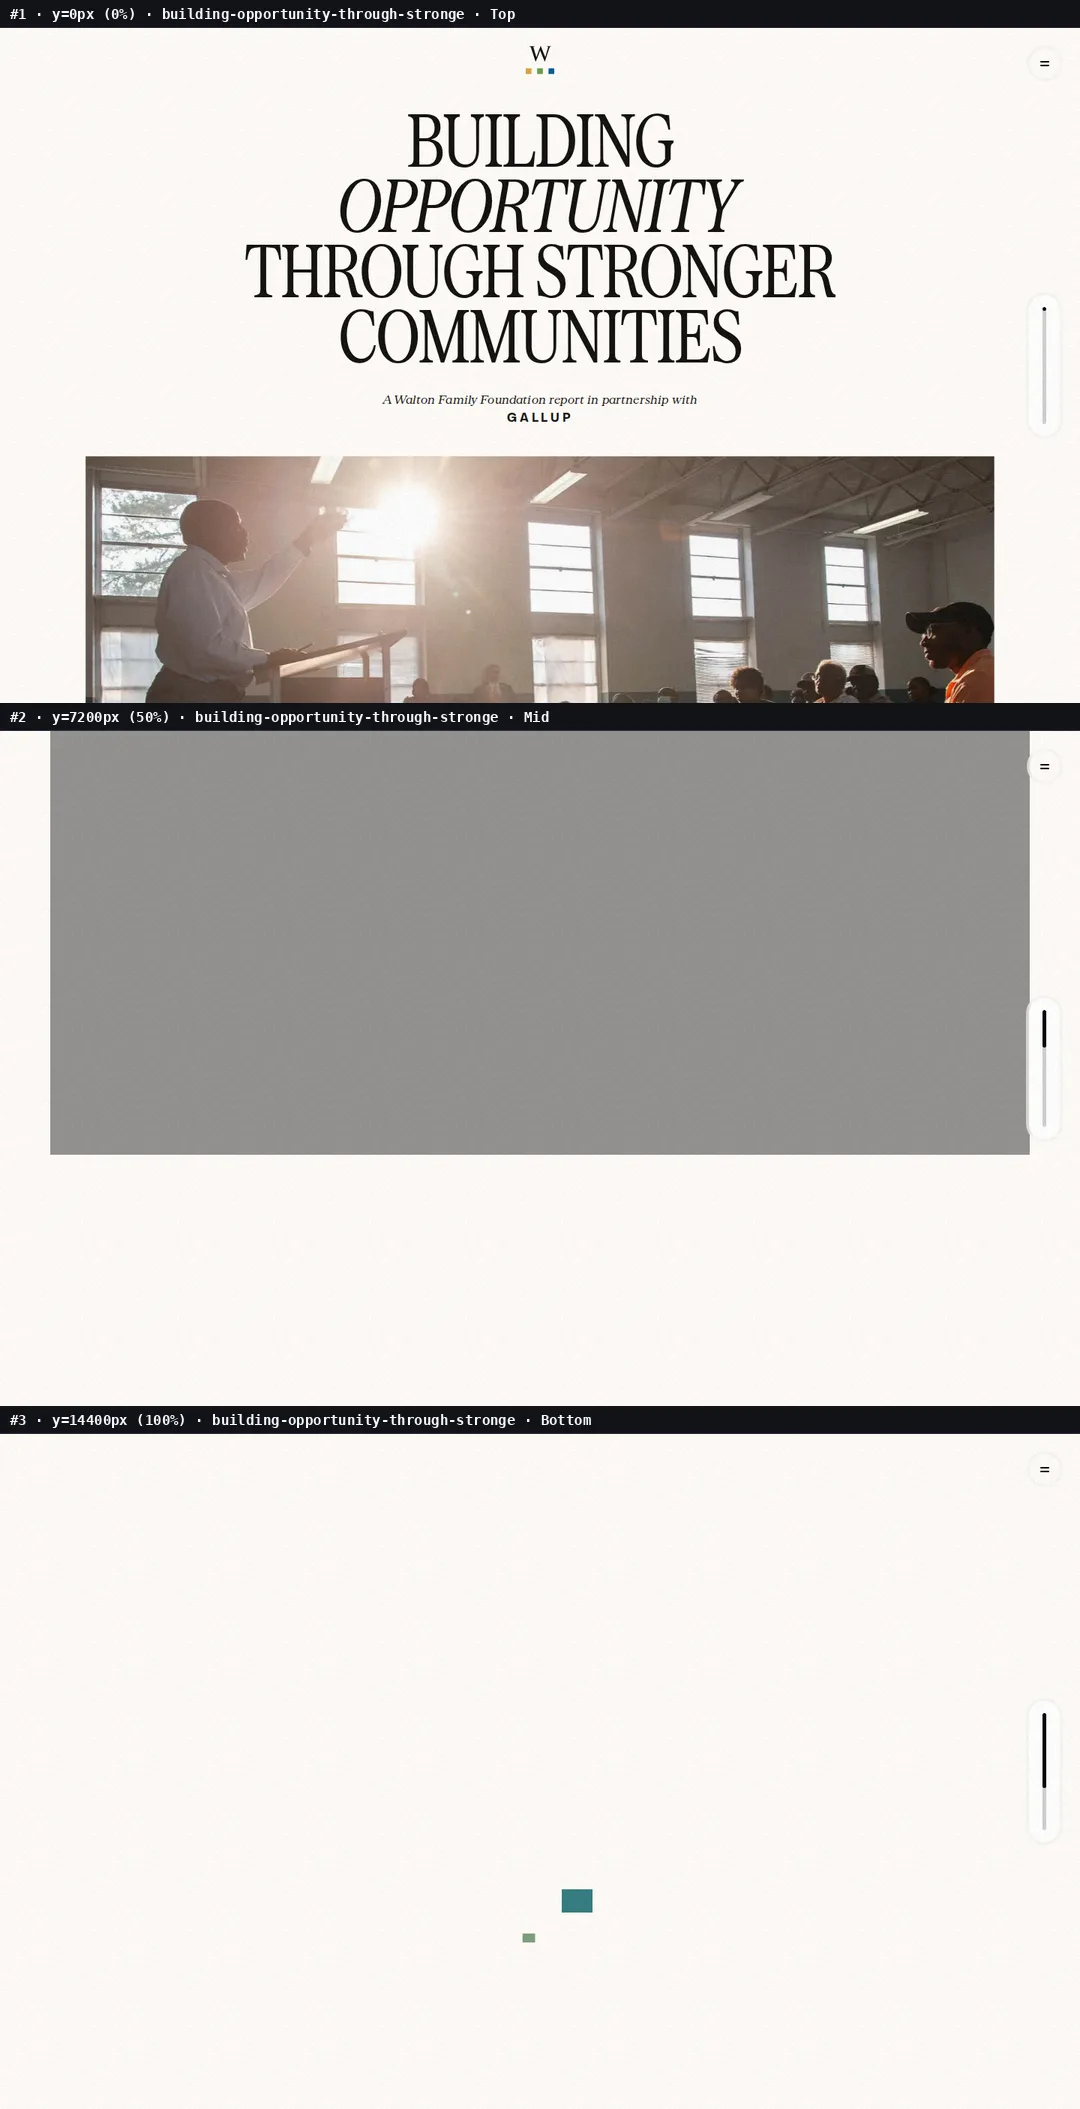 #1 · y=0px (0%) · building-opportunity-through-stronge · Top
W
=
BUILDING
OPPORTUNITY
THROUGH STRONGER
COMMUNITIES
A Walton Family Foundation report in partnership with
GALLUP
#2 · y=7200px (50%) · building-opportunity-through-stronge · Mid
=
#3 · y=14400px (100%) · building-opportunity-through-stronge · Bottom
=